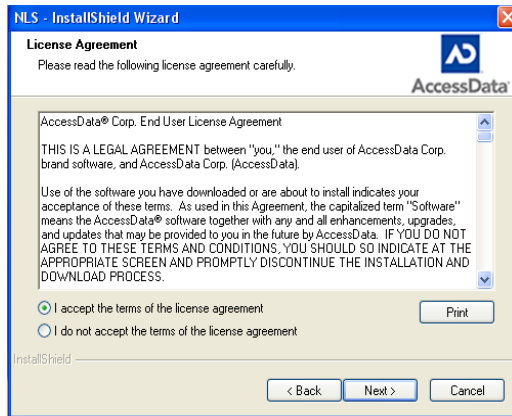 NLS - InstallShield Wizard
License Agreement
Please read the following license agreement carefully.
AccessData
AccessData® Corp. End User License Agreement
THIS IS A LEGAL AGREEMENT between "you," the end user of AccessData Corp.
brand software, and AccessData Corp. (AccessData).
Use of the software you have downloaded or are about to install indicates your
acceptance of these terms. As used in this Agreement, the capitalized term "Software"
means the AccessData® software together with any and all enhancements, upgrades,
and updates that may be provided to you in the future by AccessData. IF YOU DO NOT
AGREE TO THESE TERMS AND CONDITIONS, YOU SHOULD SO INDICATE AT THE
APPROPRIATE SCREEN AND PROMPTLY DISCONTINUE THE INSTALLATION AND
DOWNLOAD PROCESS.
I accept the terms of the license agreement
Print
I do not accept the terms of the license agreement
InstallShield
< Back
Next >
Cancel